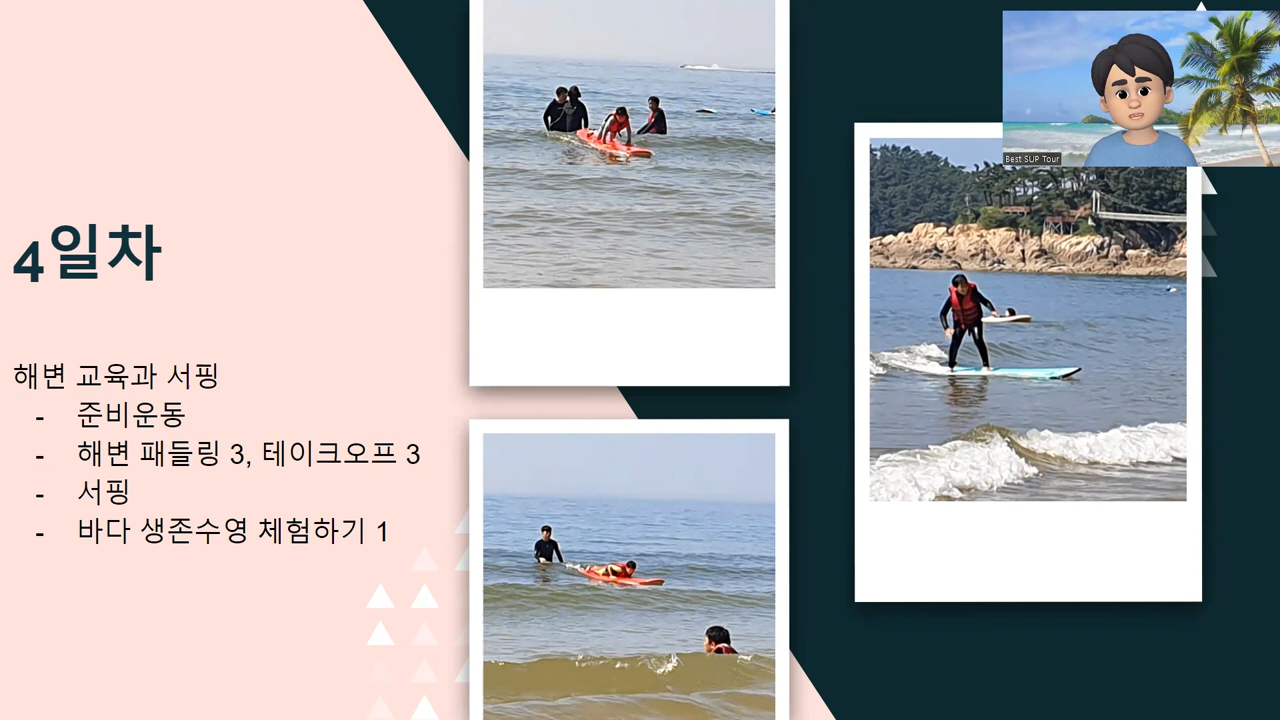 4일차
해변 교육과 서핑
- 준비운동
- 해변 패들링 3, 테이크오프 3
- 서핑
- 바다 생존수영 체험하기 1
Best SUP Tour